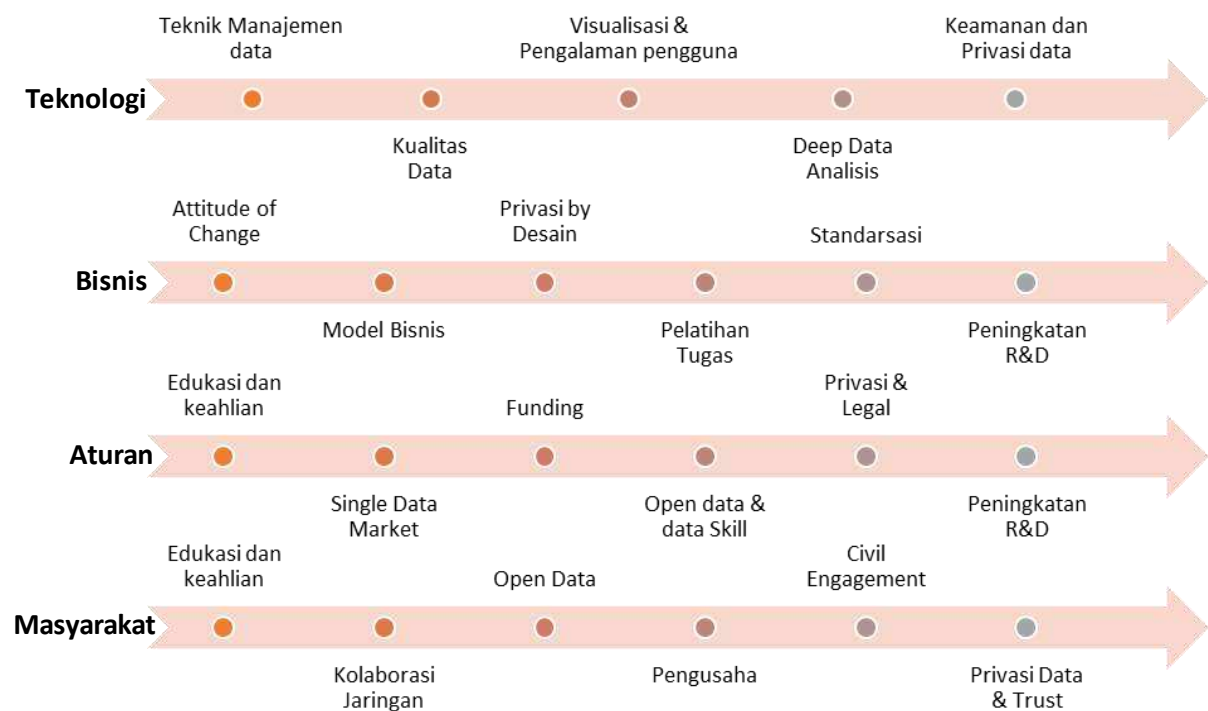 Teknik Manajemen
data
Visualisasi &
Pengalaman pengguna
Keamanan dan
Privasi data
Teknologi
Kualitas
Data
Deep Data
Analisis
Attitude of
Change
Privasi by
Desain
Standarsasi
Bisnis
Model Bisnis
Pelatihan
Tugas
Peningkatan
R&D
Edukasi dan
keahlian
Funding
Privasi &
Legal
Aturan
Single Data
Market
Open data &
data Skill
Peningkatan
R&D
Edukasi dan
keahlian
Open Data
Civil
Engagement
Masyarakat
Kolaborasi
Jaringan
Pengusaha
Privasi Data
& Trust